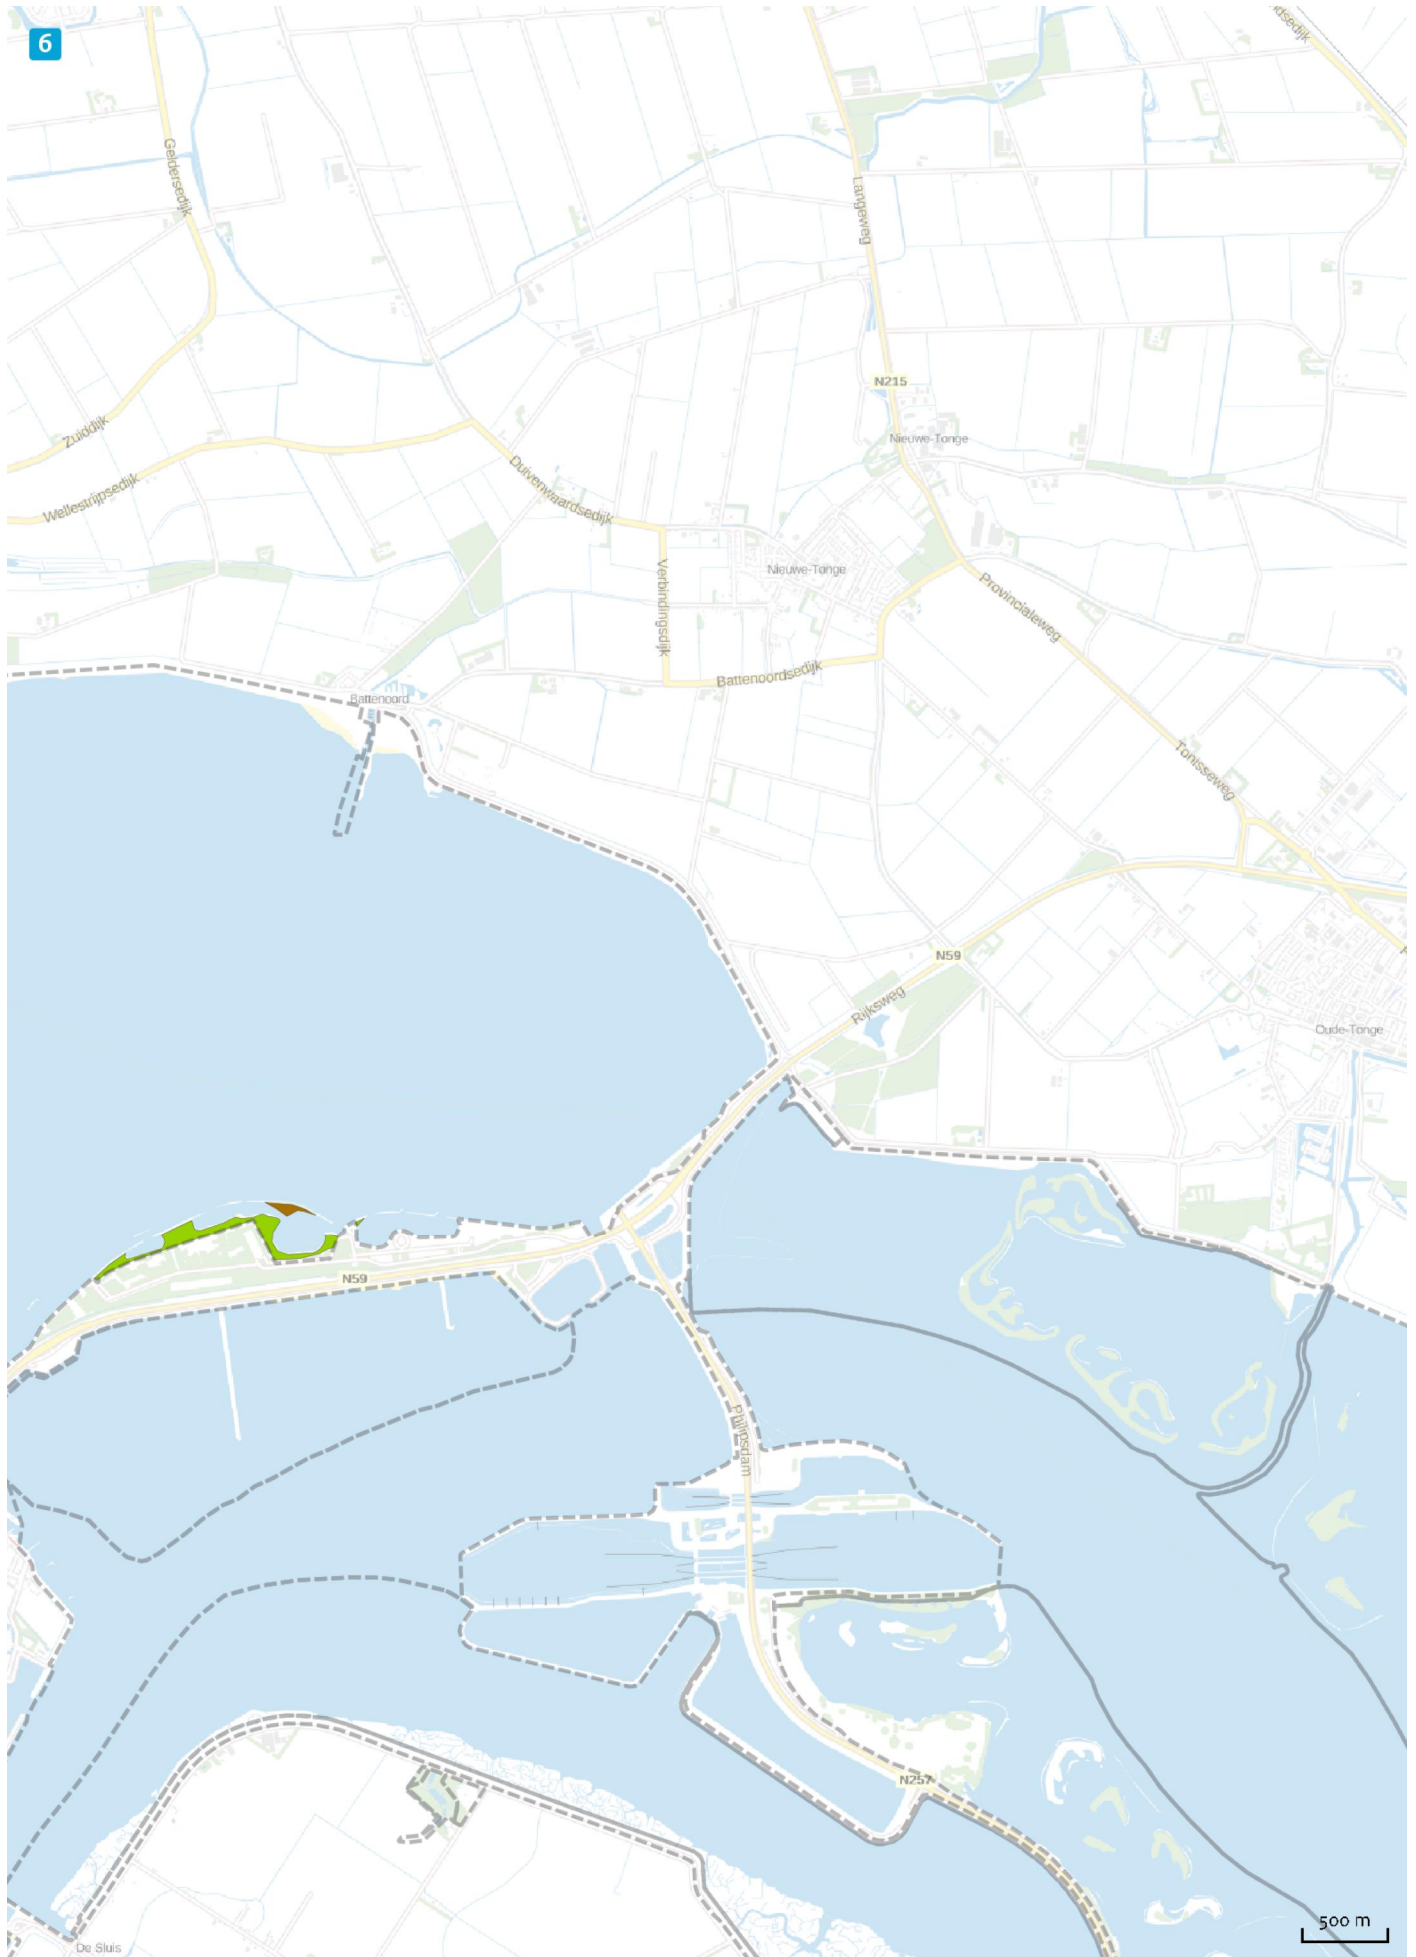 6
Geldersedijk
Langeweg
N215
Zuiddijk
Nieuwe-Tonge
Duivenwaardsedijk
Wellestrijpsedijk
Nieuwe-Tonge
Verbindingsdijk
Provincialeweg
Battenoordsedijk
Battenoord
Tonisseweg
N59
Rijksweg
Oude-Tonge
N59
Philipsdam
N257
500 m
De Sluis